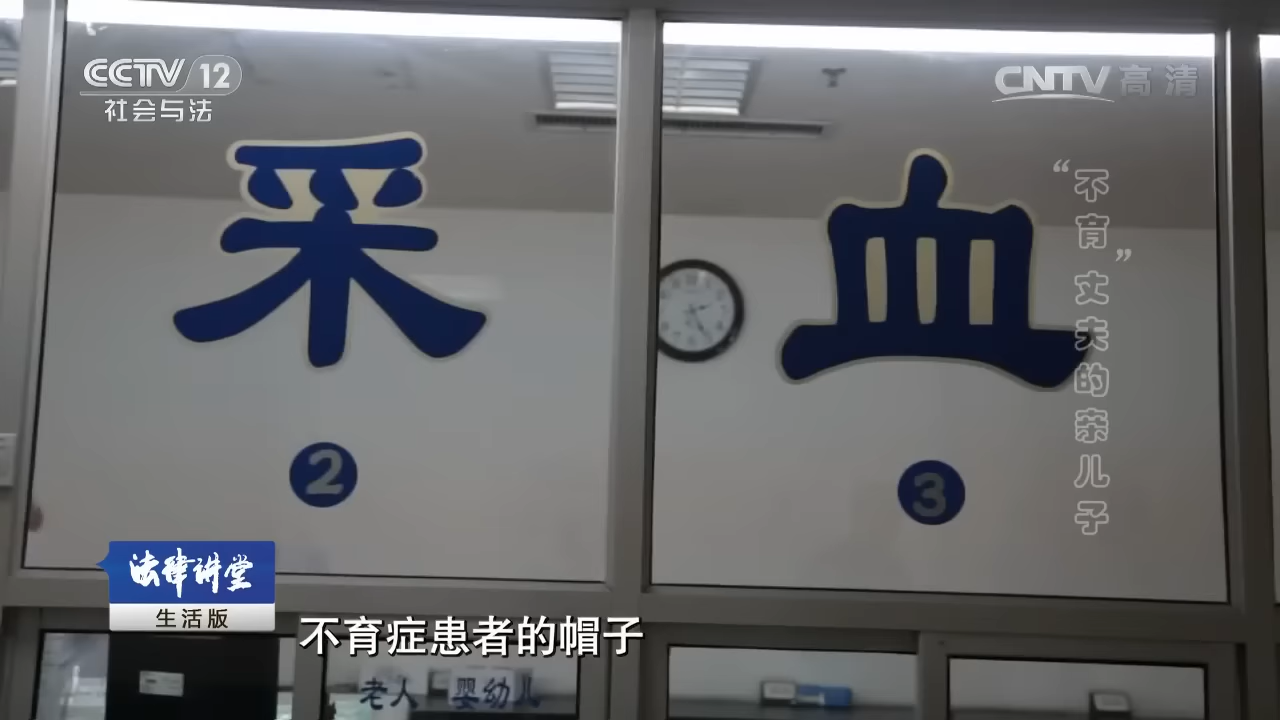 CCTV 12
社会与法
CNTV 高清
采血
2
3
“不育”丈夫的亲儿子
法律讲堂
生活版
不育症患者的帽子
老人 婴幼儿